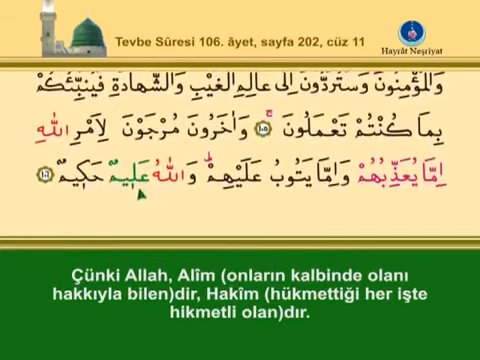 Tevbe Sûresi 106. âyet, sayfa 202, cüz 11
Hayrât Neşriyat
وَالْمُؤْمِنُونَ وَسَتُرَدُّونَ اِلٰى عَالِمِ الْغَيْبِ وَالشَّهَادَةِ فَيُنَبِّئُكُمْ
بِمَا كُنْتُمْ تَعْمَلُونَ ۚ ﴿١٠٥﴾ وَاٰخَرُونَ مُرْجَوْنَ لِاَمْرِ اللّٰهِ
اِمَّا يُعَذِّبُهُمْ وَاِمَّا يَتُوبُ عَلَيْهِمْ ۜ وَاللّٰهُ عَلِيمٌ حَكِيمٌ ﴿١٠٦﴾
Çünki Allah, Alîm (onların kalbinde olanı
hakkıyla bilen)dir, Hakîm (hükmettiği her işte
hikmetli olan)dır.